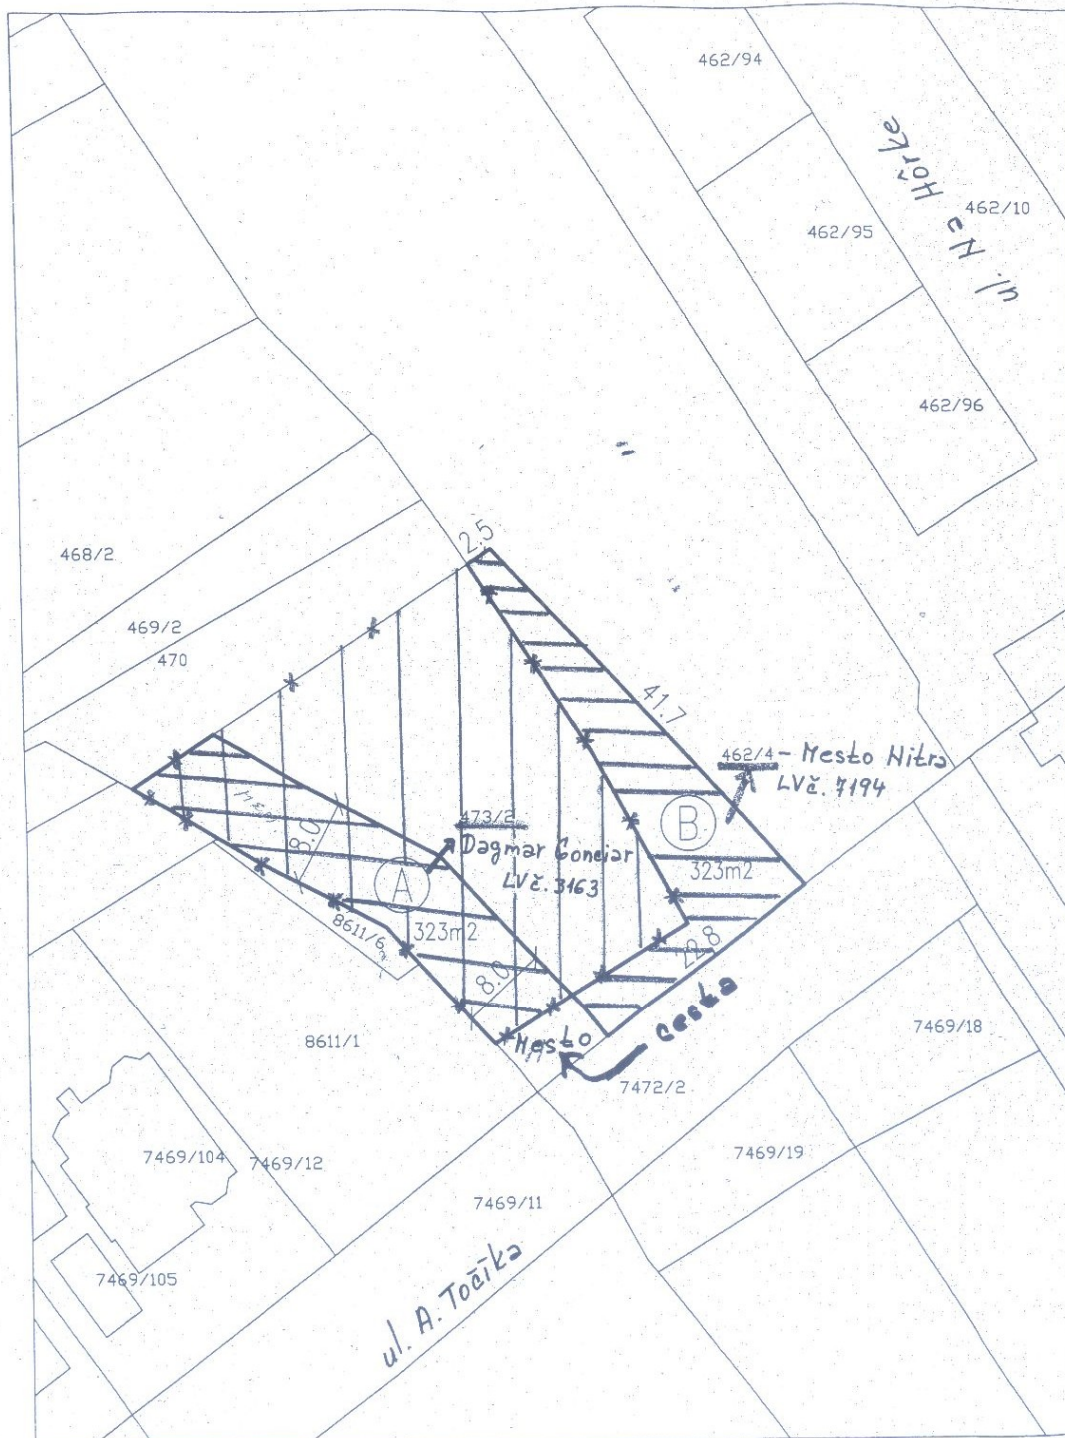 462/94
ul. Na Hôrke
462/10
462/95
462/96
468/2
2.5
469/2
470
41.7
462/4 - Mesto Nitra
LVč. 7194
473/2
Dagmar Gonciar
LVč. 3163
8.0
A
B
323m2
323m2
8611/6
22.8
8.0
cesta
Mesto
8611/1
7469/18
7472/2
7469/104
7469/12
7469/19
7469/11
7469/105
ul. A. Točíka